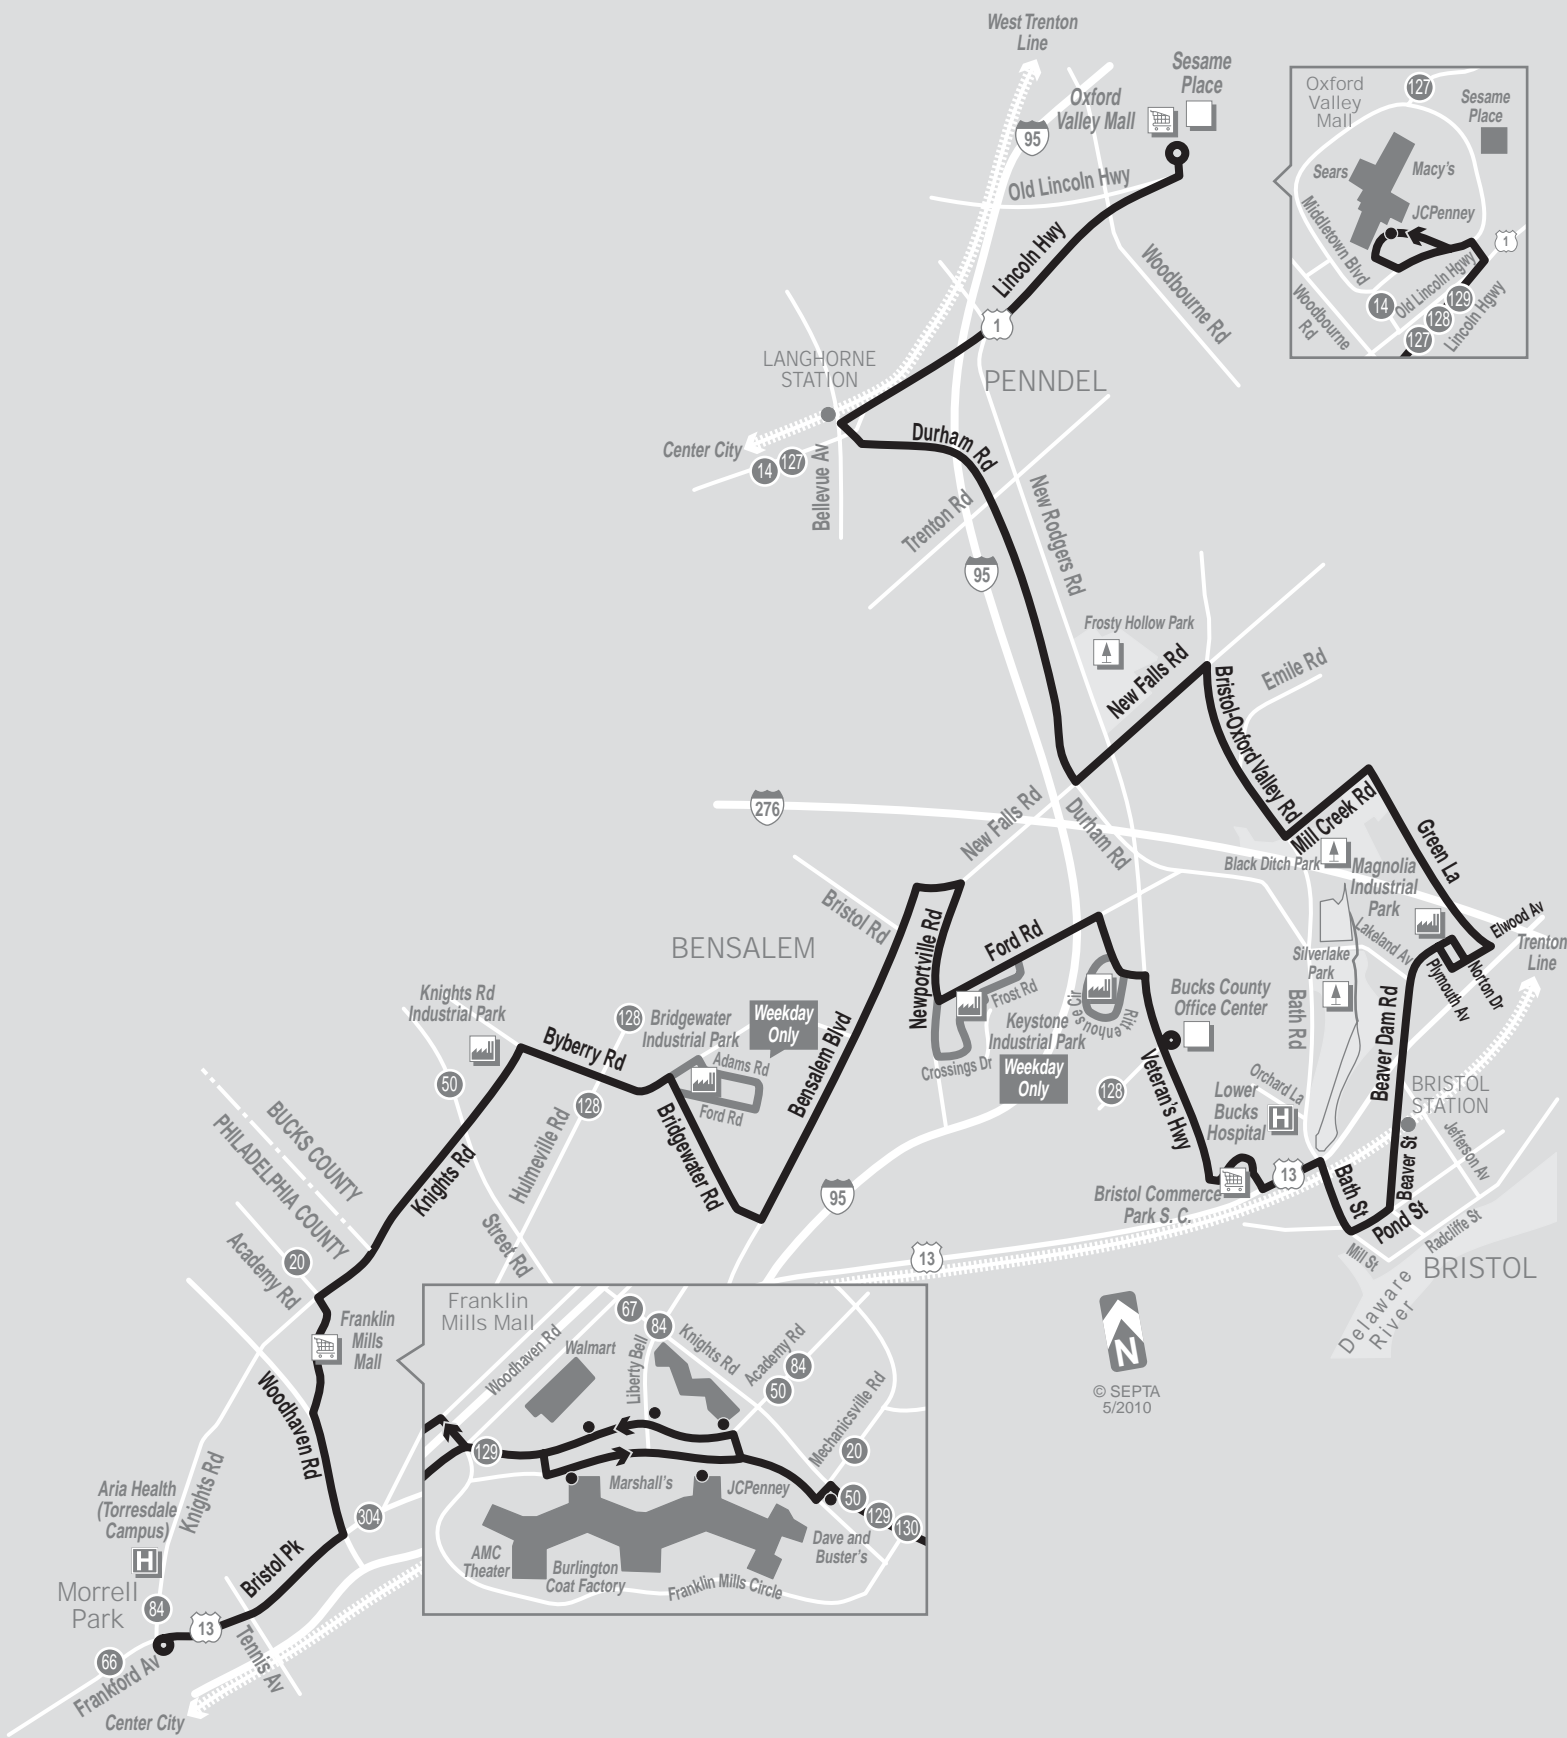 West Trenton
Line
Sesame
Place
Oxford
Valley Mall
95
Old Lincoln Hwy
Lincoln Hwy
Woodbourne Rd
1
Oxford
Valley
Mall
127
Sesame
Place
Sears
Macy's
JCPenney
Middletown Blvd
1
Old Lincoln Hgwy
Woodbourne
Rd
14
129
128
127
Lincoln Hgwy
LANGHORNE
STATION
PENNDEL
Center City
14
127
Bellevue Av
Durham Rd
Trenton Rd
New Rodgers Rd
95
Frosty Hollow Park
New Falls Rd
Emilie Rd
Bristol-Oxford Valley Rd
276
New Falls Rd
Durham Rd
Mill Creek Rd
Green La
Black Ditch Park
Magnolia
Industrial
Park
Bristol Rd
BENSALEM
Newportville Rd
Ford Rd
Elwood Av
Trenton
Line
Lakeland Av
Silverlake
Park
Plymouth Av
Norton Dr
Knights Rd
Industrial Park
128
Bridgewater
Industrial Park
Weekday
Only
Byberry Rd
Adams Rd
Ford Rd
Bensalem Blvd
Frost Rd
Crossings Dr
Keystone
Industrial Park
Weekday
Only
Rittenhouse Cir
Bucks County
Office Center
Bath Rd
Beaver Dam Rd
50
128
128
Veteran's Hwy
Orchard La
Lower
Bucks
Hospital
H
BRISTOL
STATION
Jefferson Av
Beaver St
BUCKS COUNTY
PHILADELPHIA COUNTY
Knights Rd
Hulmeville Rd
Bridgewater Rd
95
Bristol Commerce
Park S. C.
13
Bath St
Pond St
Radcliffe St
Mill St
BRISTOL
Delaware
River
Street Rd
13
20
Academy Rd
Franklin
Mills
Mall
Woodhaven Rd
Franklin
Mills Mall
67
84
Woodhaven Rd
Walmart
Liberty Bell
Knights Rd
Academy Rd
84
50
Mechanicsville Rd
20
129
Marshall's
JCPenney
50
129
130
Dave and
Buster's
AMC
Theater
Burlington
Coat Factory
Franklin Mills Circle
N
© SEPTA
5/2010
Aria Health
(Torresdale
Campus)
H
Knights Rd
304
Bristol Pk
Morrell
Park
84
13
66
Frankford Av
Tennis Av
Center City